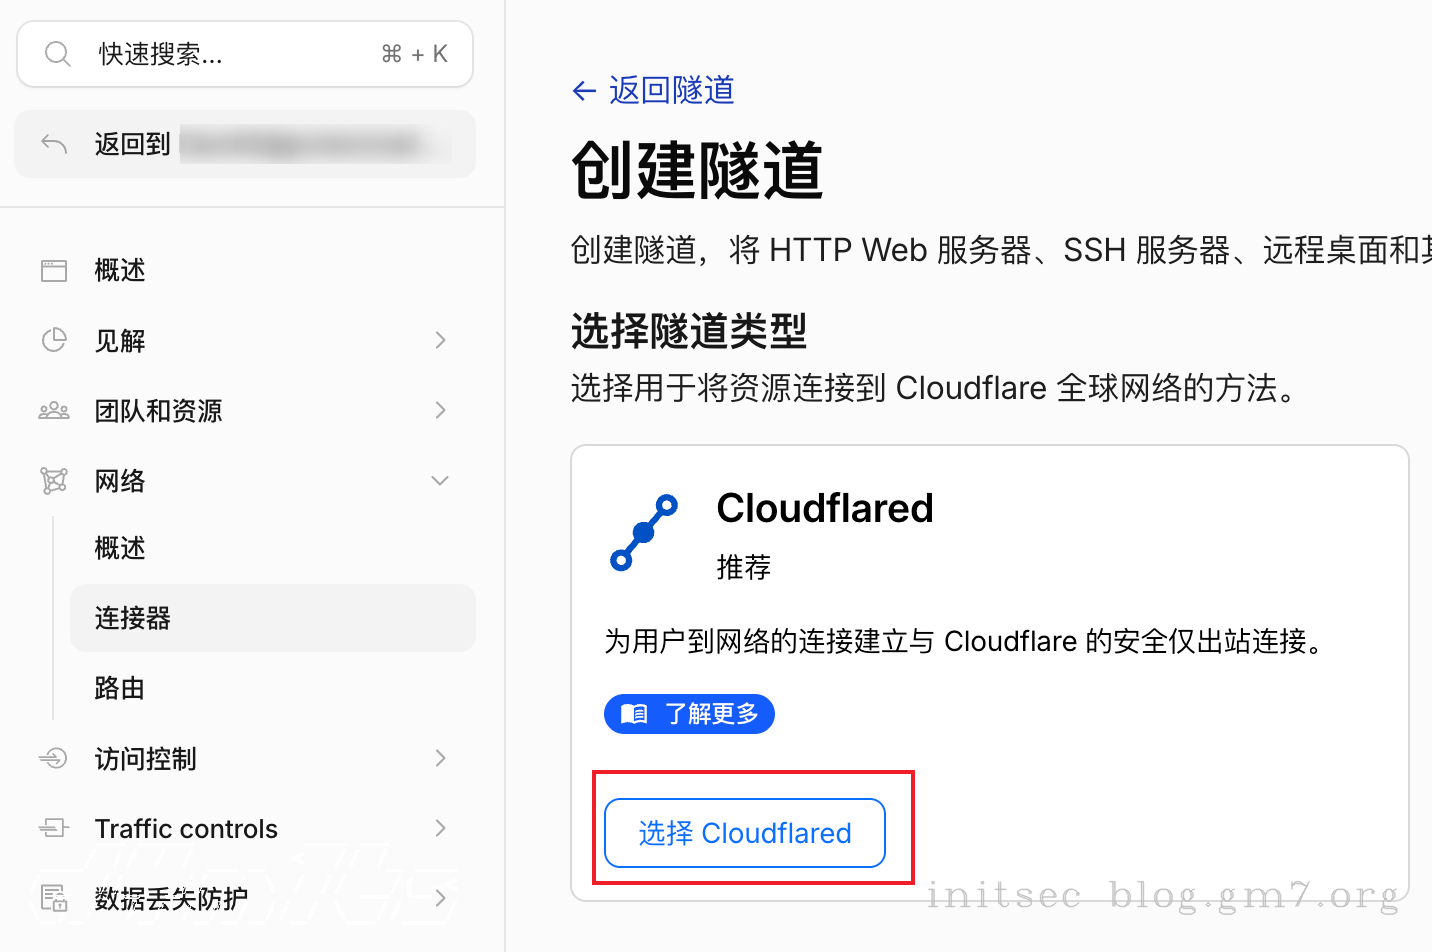 快速搜索...
⌘ + K
返回到
概述
见解
团队和资源
网络
概述
连接器
路由
访问控制
Traffic controls
数据丢失防护
← 返回隧道
创建隧道
创建隧道，将 HTTP Web 服务器、SSH 服务器、远程桌面和
选择隧道类型
选择用于将资源连接到 Cloudflare 全球网络的方法。
Cloudflared
推荐
为用户到网络的连接建立与 Cloudflare 的安全仅出站连接。
了解更多
选择 Cloudflared
initsec blog.gm7.org